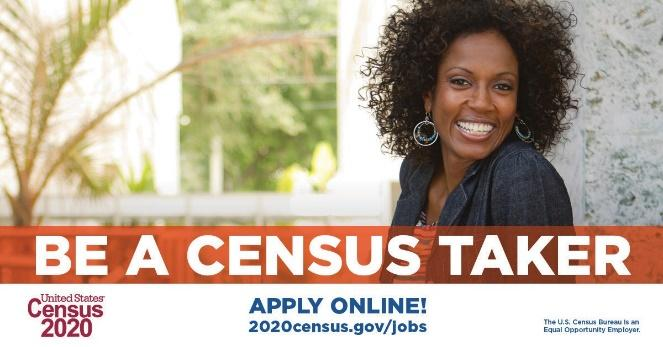 BE A CENSUS TAKER
United States®
Census
2020
APPLY ONLINE!
2020census.gov/jobs
The U.S. Census Bureau is an
Equal Opportunity Employer.